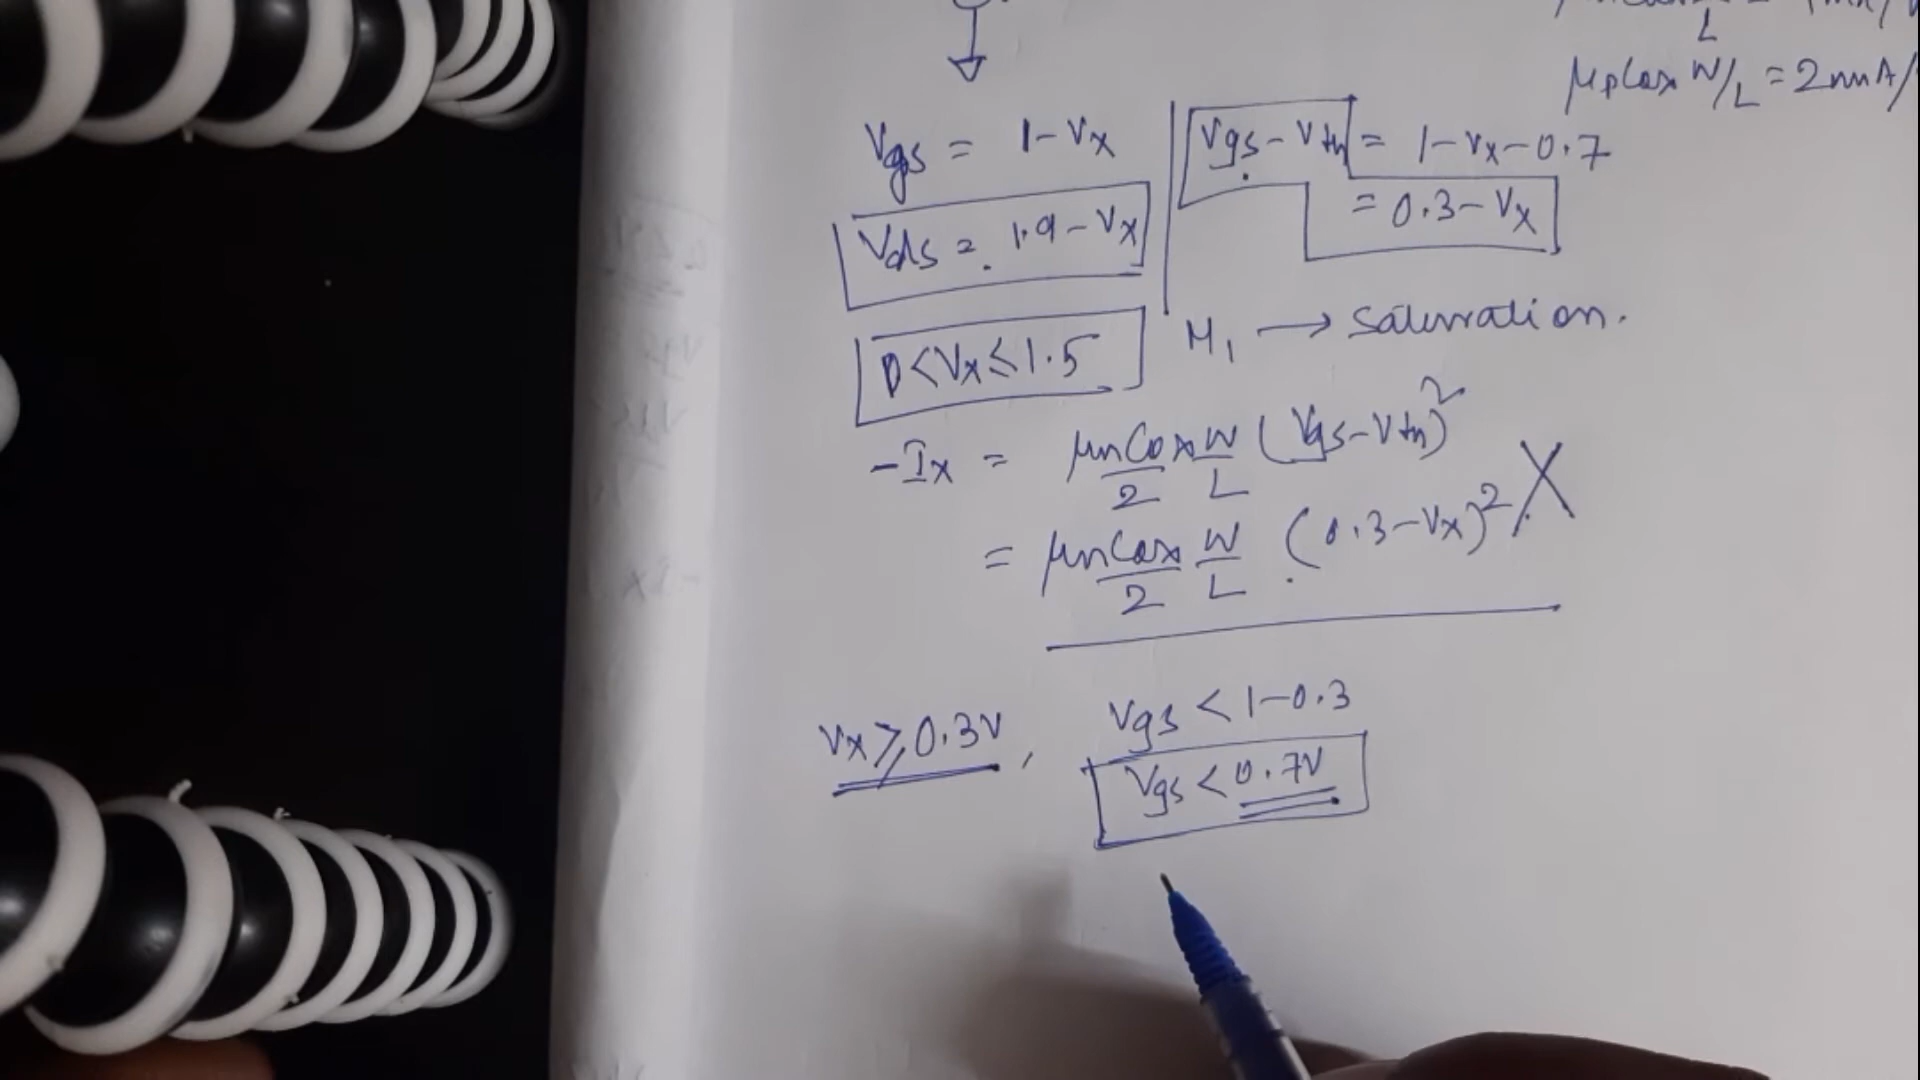 L
μpCox W/L = 2mA/
Vgs = 1-Vx
Vgs-Vth = 1-Vx-0.7
= 0.3-Vx
Vds = 1.9-Vx
0<Vx≤1.5
M1 → Saturation.
-Ix = μnCox/2 W/L (Vgs-Vth)²
= μnCox/2 W/L (0.3-Vx)² X
Vx≥0.3V, Vgs < 1-0.3
Vgs < 0.7V